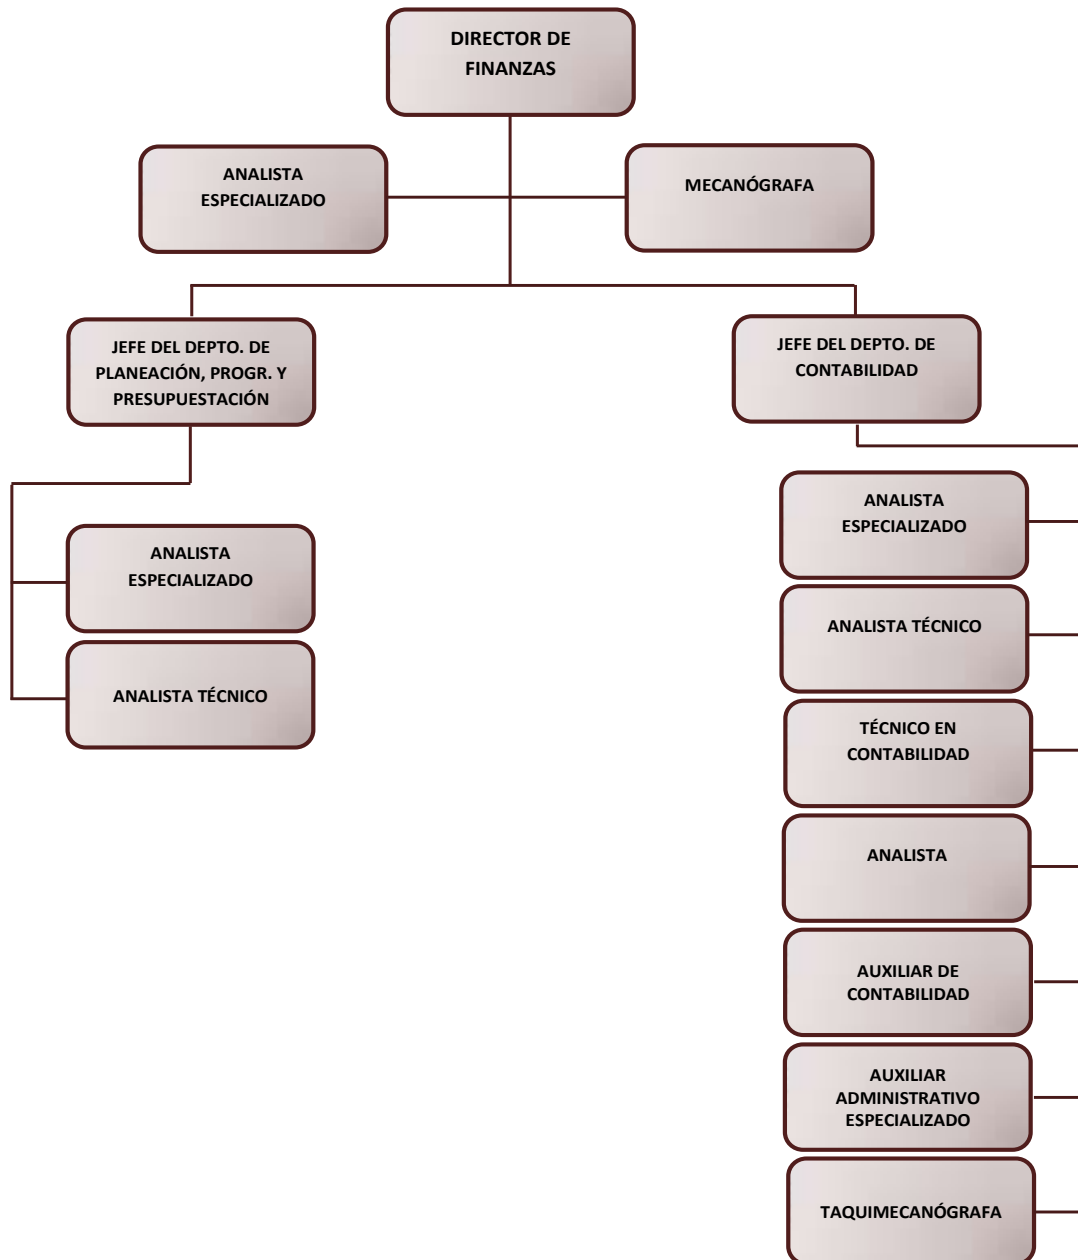 DIRECTOR DE
FINANZAS
ANALISTA
ESPECIALIZADO
MECANÓGRAFA
JEFE DEL DEPTO. DE
PLANEACIÓN, PROGR. Y
PRESUPUESTACIÓN
JEFE DEL DEPTO. DE
CONTABILIDAD
ANALISTA
ESPECIALIZADO
ANALISTA TÉCNICO
ANALISTA
ESPECIALIZADO
ANALISTA TÉCNICO
TÉCNICO EN
CONTABILIDAD
ANALISTA
AUXILIAR DE
CONTABILIDAD
AUXILIAR
ADMINISTRATIVO
ESPECIALIZADO
TAQUIMECANÓGRAFA